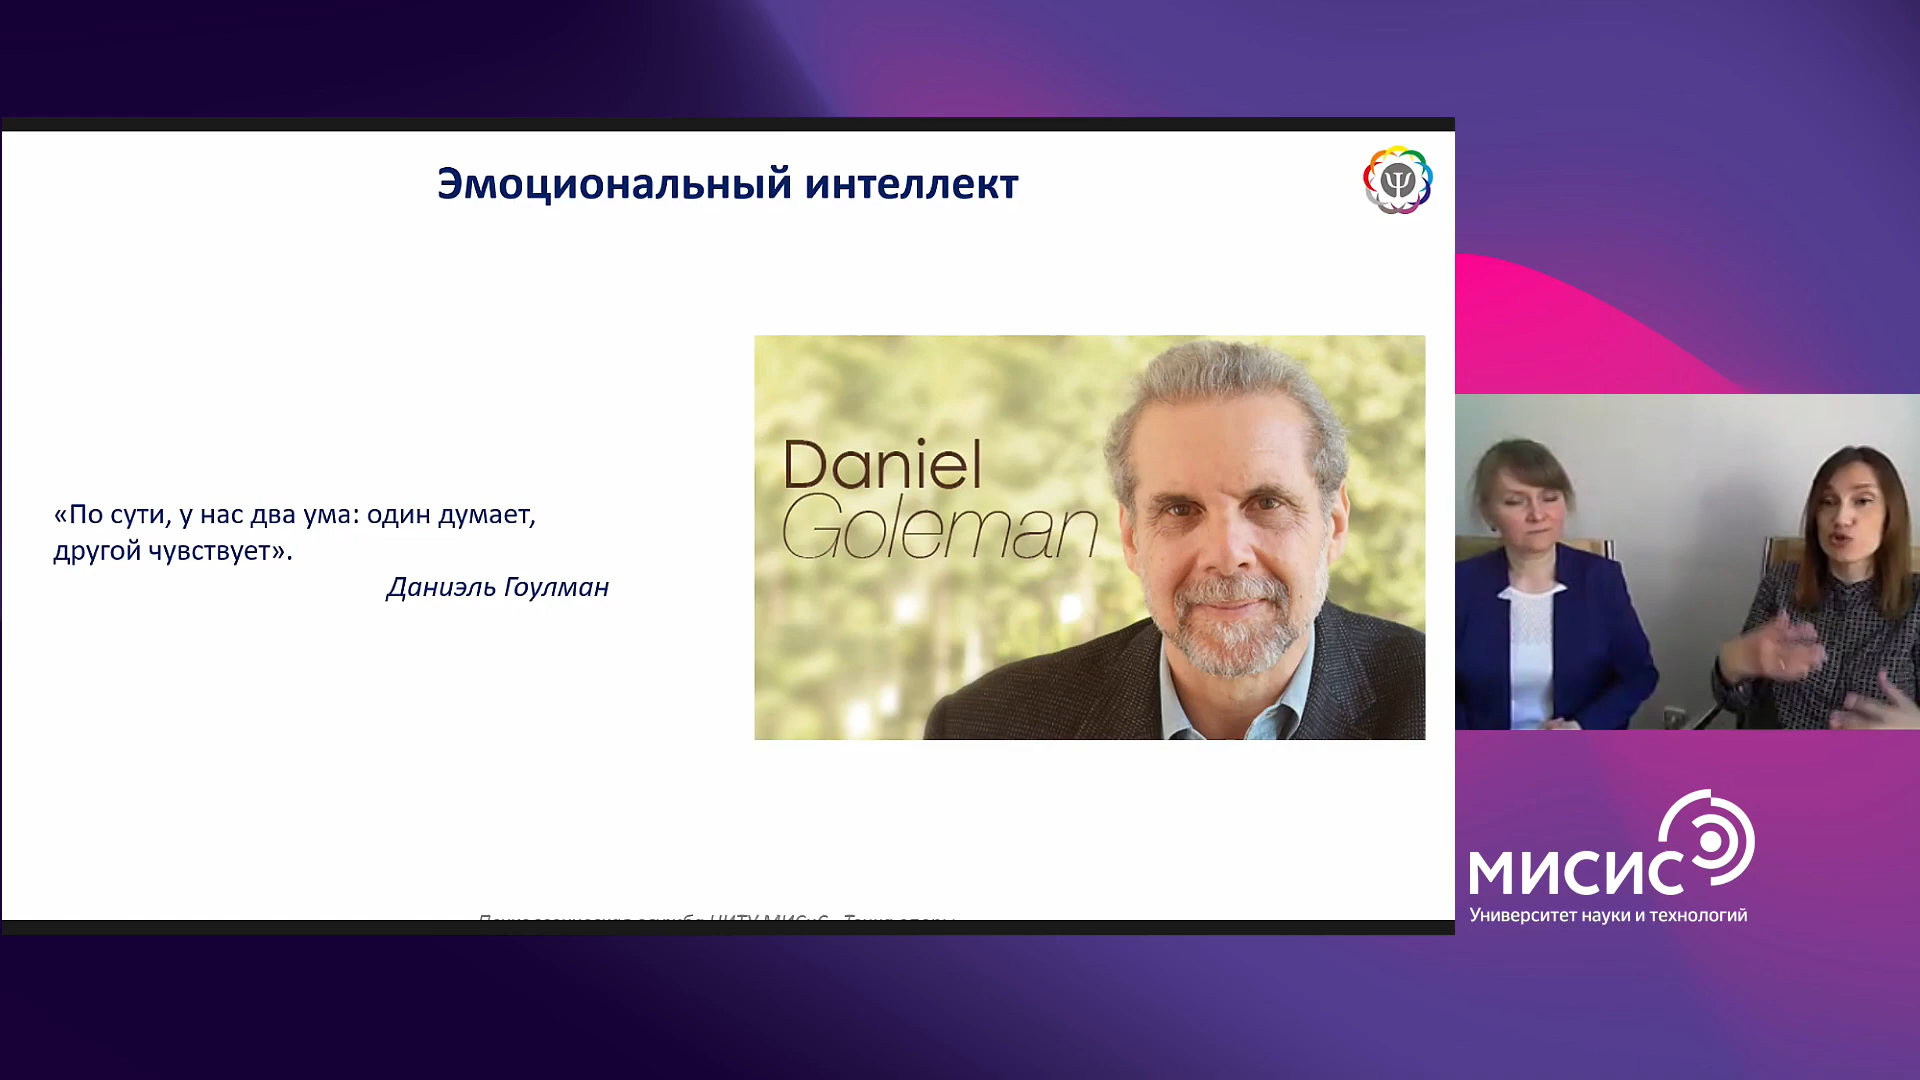 Эмоциональный интеллект
«По сути, у нас два ума: один думает,
другой чувствует».
Даниэль Гоулман
Daniel
Goleman
МИСИС
Университет науки и технологий